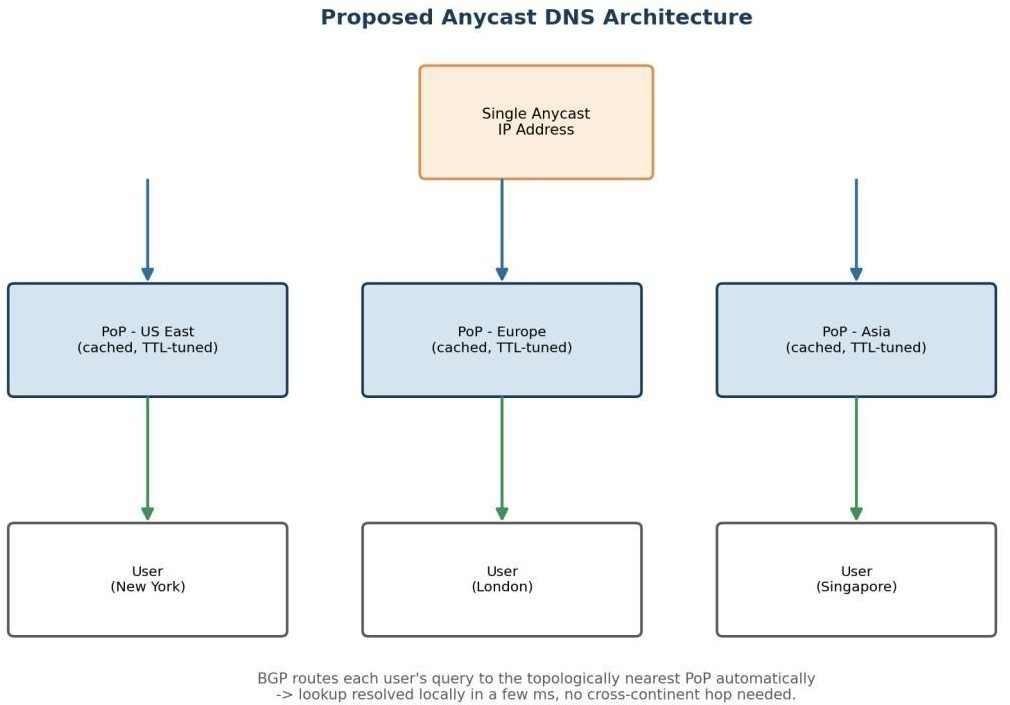 Proposed Anycast DNS Architecture
Single Anycast
IP Address
PoP - US East
(cached, TTL-tuned)
PoP - Europe
(cached, TTL-tuned)
PoP - Asia
(cached, TTL-tuned)
User
(New York)
User
(London)
User
(Singapore)
BGP routes each user's query to the topologically nearest PoP automatically
-> lookup resolved locally in a few ms, no cross-continent hop needed.